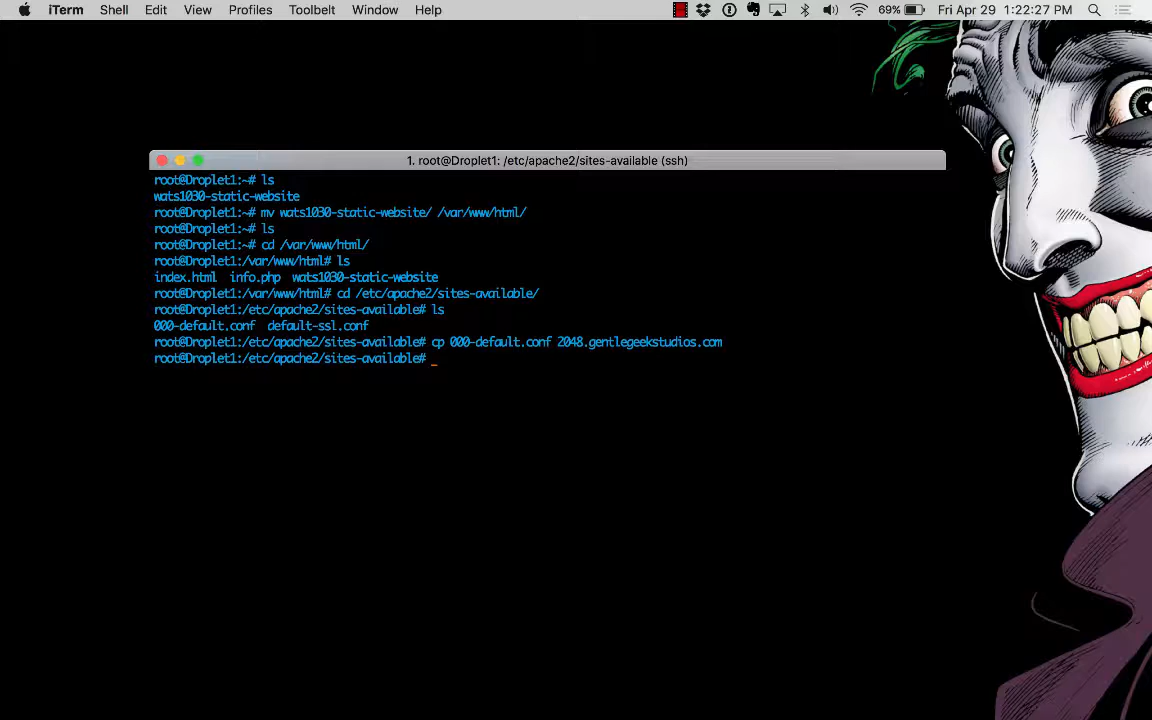 iTerm Shell Edit View Profiles Toolbelt Window Help 69% Fri Apr 29 1:22:27 PM
1. root@Droplet1: /etc/apache2/sites-available (ssh)
root@Droplet1:~# ls
wats1030-static-website
root@Droplet1:~# mv wats1030-static-website/ /var/www/html/
root@Droplet1:~# ls
root@Droplet1:~# cd /var/www/html/
root@Droplet1:/var/www/html# ls
index.html info.php wats1030-static-website
root@Droplet1:/var/www/html# cd /etc/apache2/sites-available/
root@Droplet1:/etc/apache2/sites-available# ls
000-default.conf default-ssl.conf
root@Droplet1:/etc/apache2/sites-available# cp 000-default.conf 2048.gentlegeekstudios.com
root@Droplet1:/etc/apache2/sites-available# _